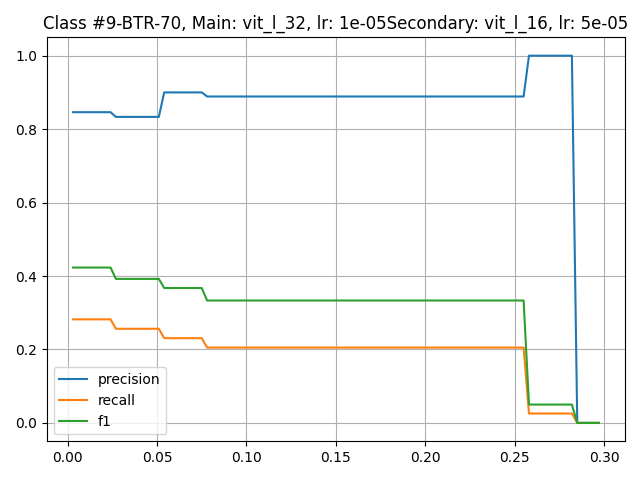 Class #9-BTR-70, Main: vit_l_32, lr: 1e-05Secondary: vit_l_16, lr: 5e-05
1.0
0.8
0.6
0.4
0.2
0.0
precision
recall
f1
0.00 0.05 0.10 0.15 0.20 0.25 0.30